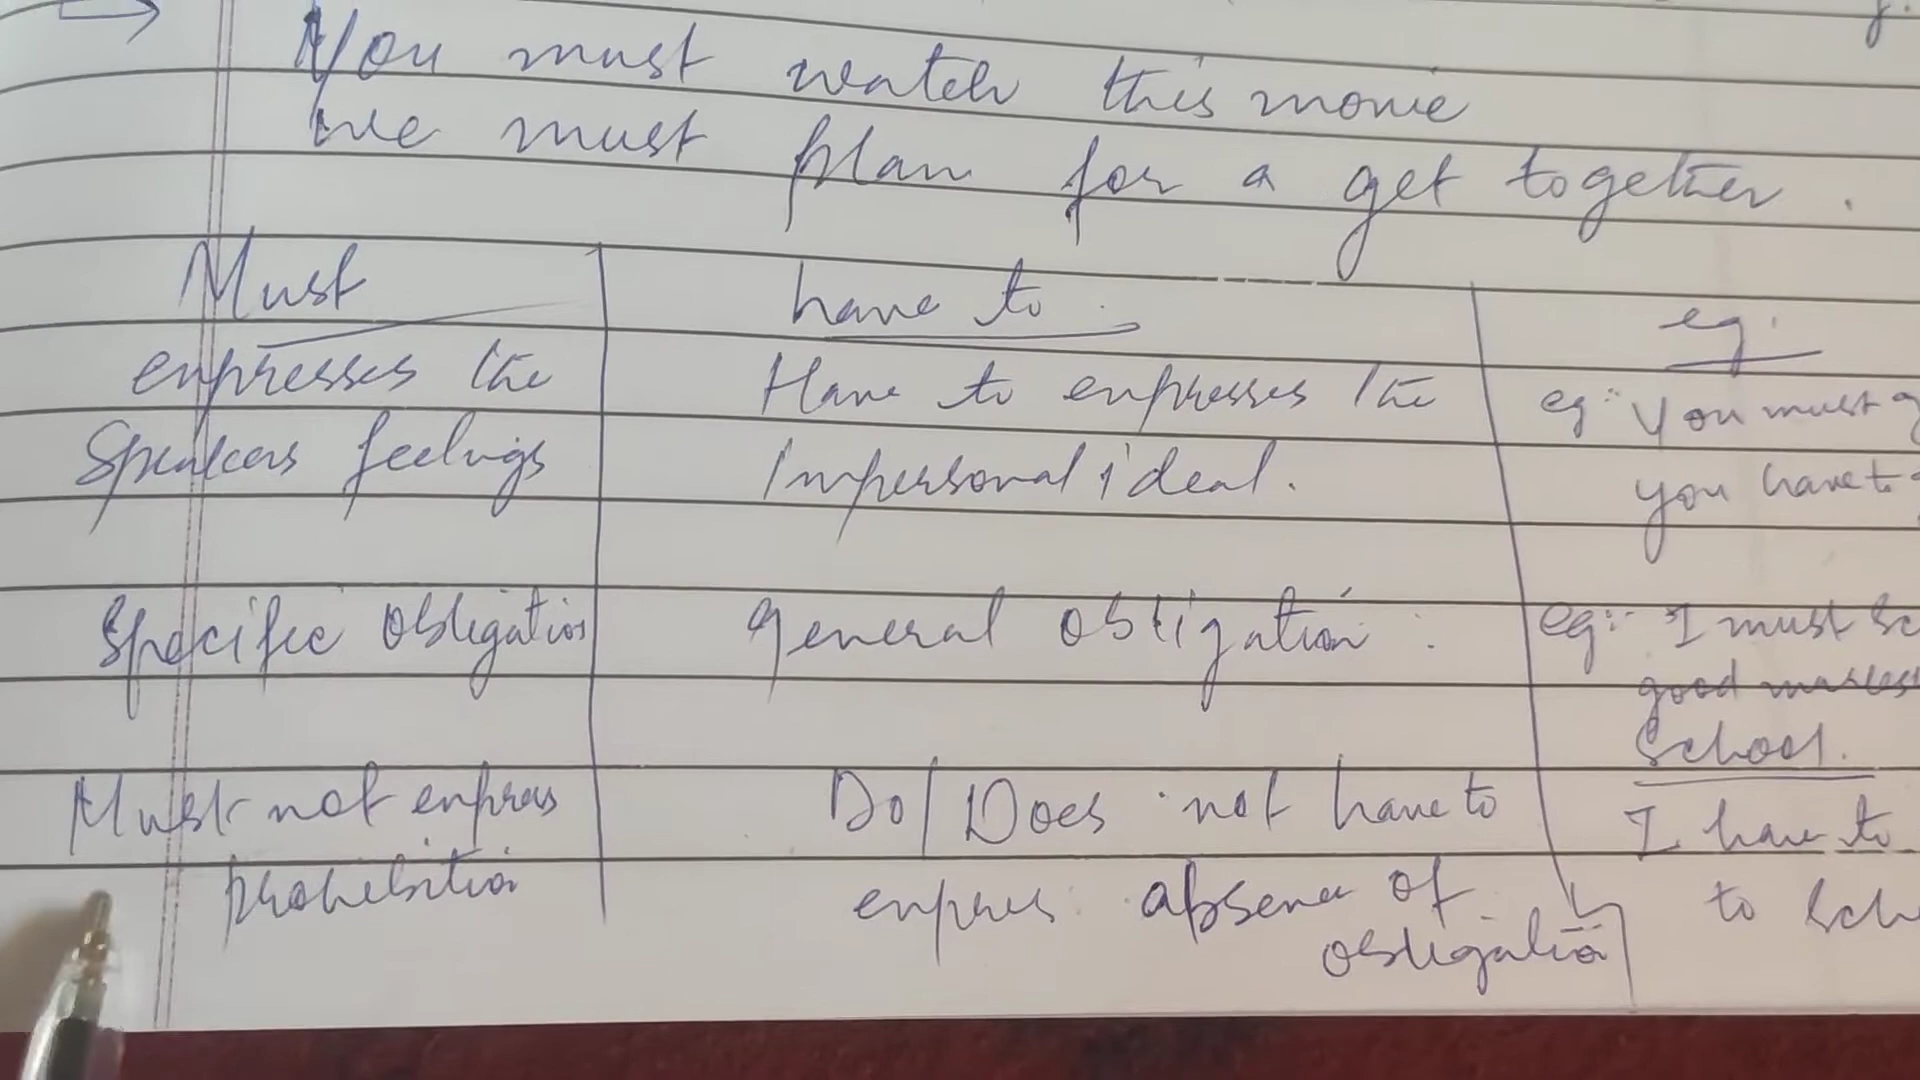 You must watch this movie
We must plan for a get together.
Must have to. eg.
expresses the Have to expresses the eg:- You must
Speakers feelings Impersonal ideal. you have to
Specific obligation general obligation. eg:- I must
good
School.
Must not express Do/Does not have to I have to
prohibition express absence of to
obligation